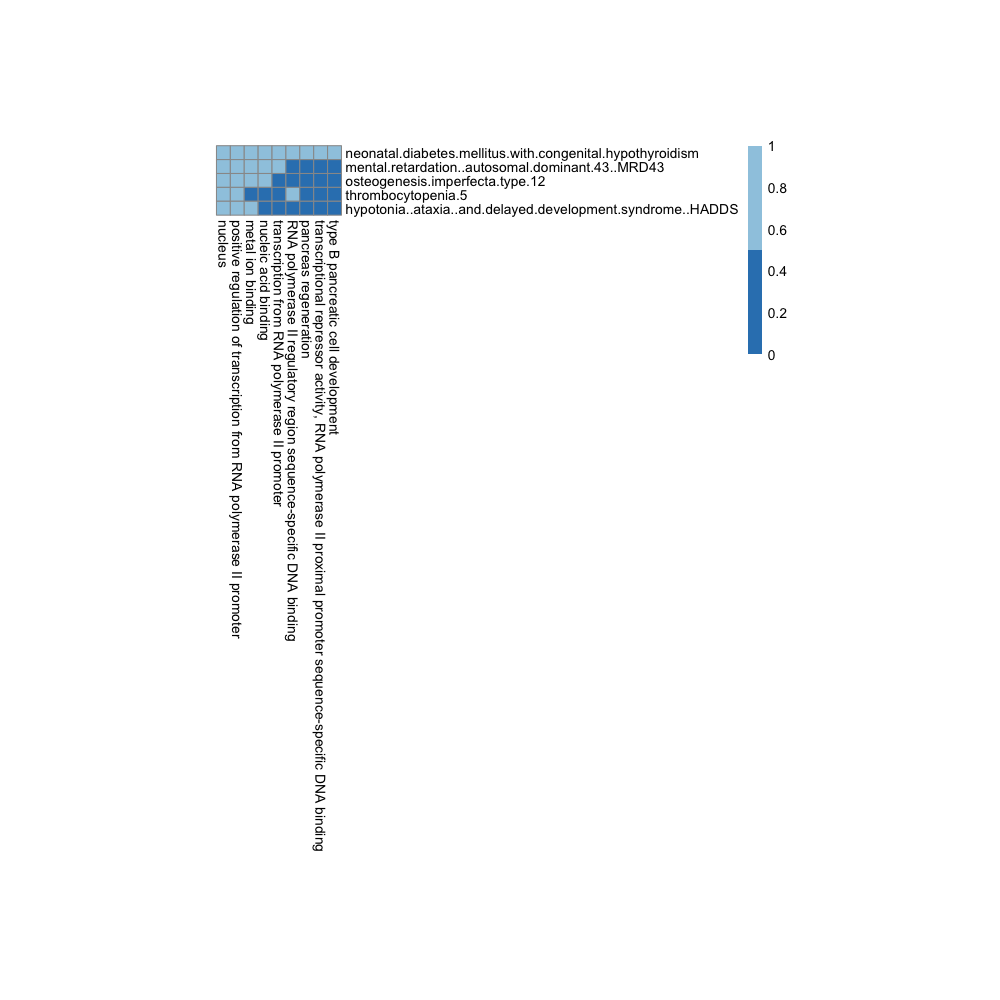 neonatal.diabetes.mellitus.with.congenital.hypothyroidism
mental.retardation..autosomal.dominant.43..MRD43
osteogenesis.imperfecta.type.12
thrombocytopenia.5
hypotonia..ataxia..and.delayed.development.syndrome..HADDS
nucleus
positive regulation of transcription from RNA polymerase II promoter
metal ion binding
nucleic acid binding
transcription from RNA polymerase II promoter
RNA polymerase II regulatory region sequence-specific DNA binding
pancreas regeneration
transcriptional repressor activity, RNA polymerase II proximal promoter sequence-specific DNA binding
type B pancreatic cell development
1
0.8
0.6
0.4
0.2
0